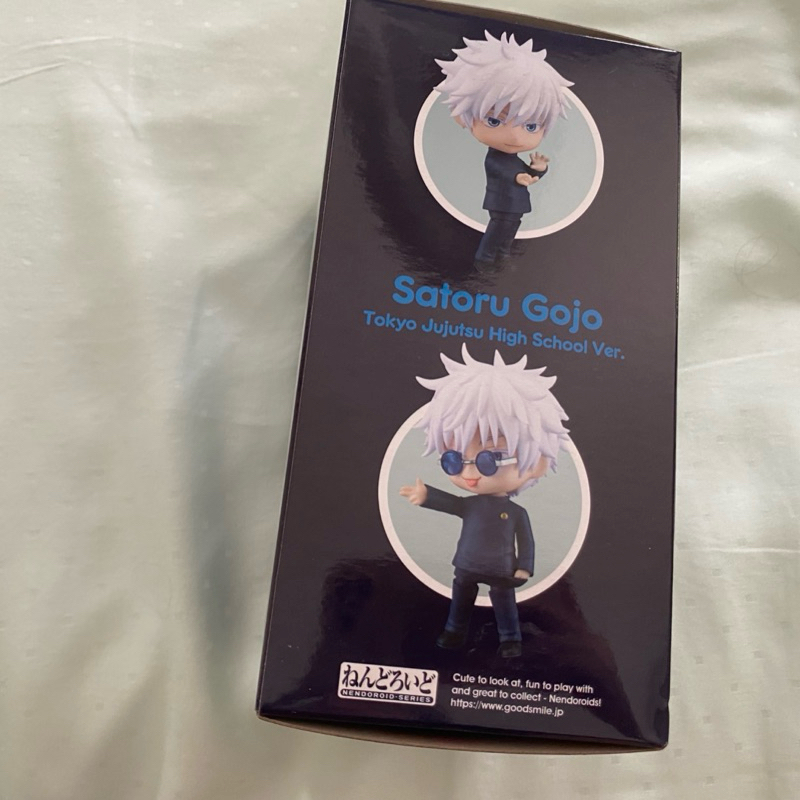 Satoru Gojo
Tokyo Jujutsu High School Ver.
ねんどろいど
NENDOROID-SERIES
Cute to look at, fun to play with
and great to collect - Nendoroids!
https://www.goodsmile.jp